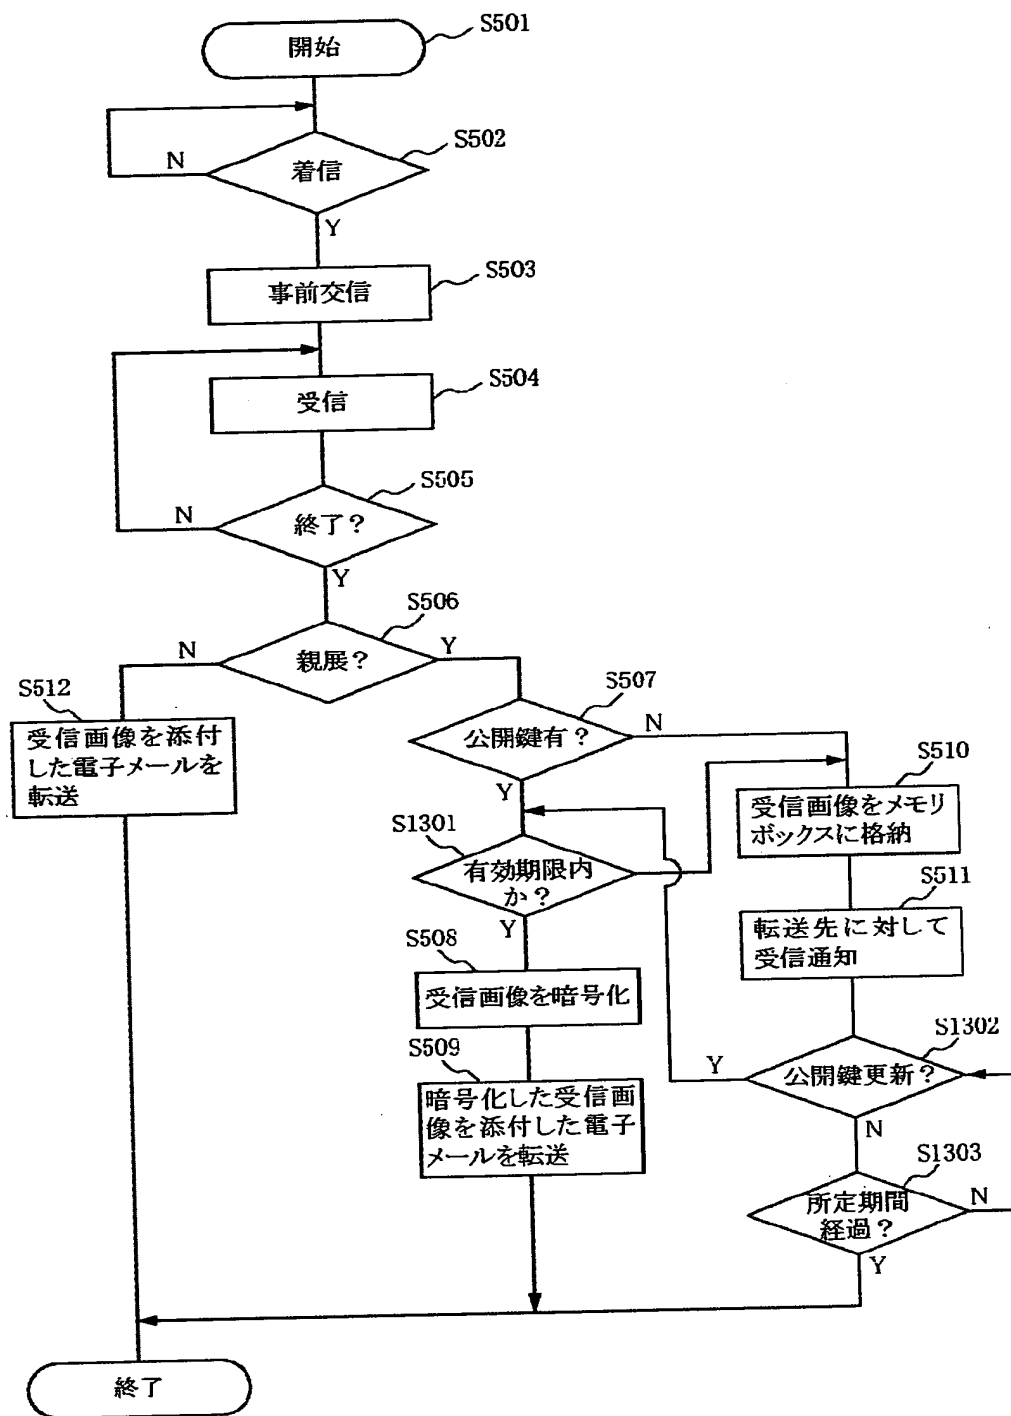 S501
開始
S502
着信
N
Y
S503
事前交信
S504
受信
S505
終了?
N
Y
S506
親展?
N
Y
S512
受信画像を添付
した電子メールを
転送
S507
公開鍵有?
N
Y
S510
受信画像をメモリ
ボックスに格納
S1301
有効期限内
か?
Y
S511
転送先に対して
受信通知
S508
受信画像を暗号化
S1302
公開鍵更新?
Y
N
S509
暗号化した受信画
像を添付した電子
メールを転送
S1303
所定期間
経過?
N
Y
終了